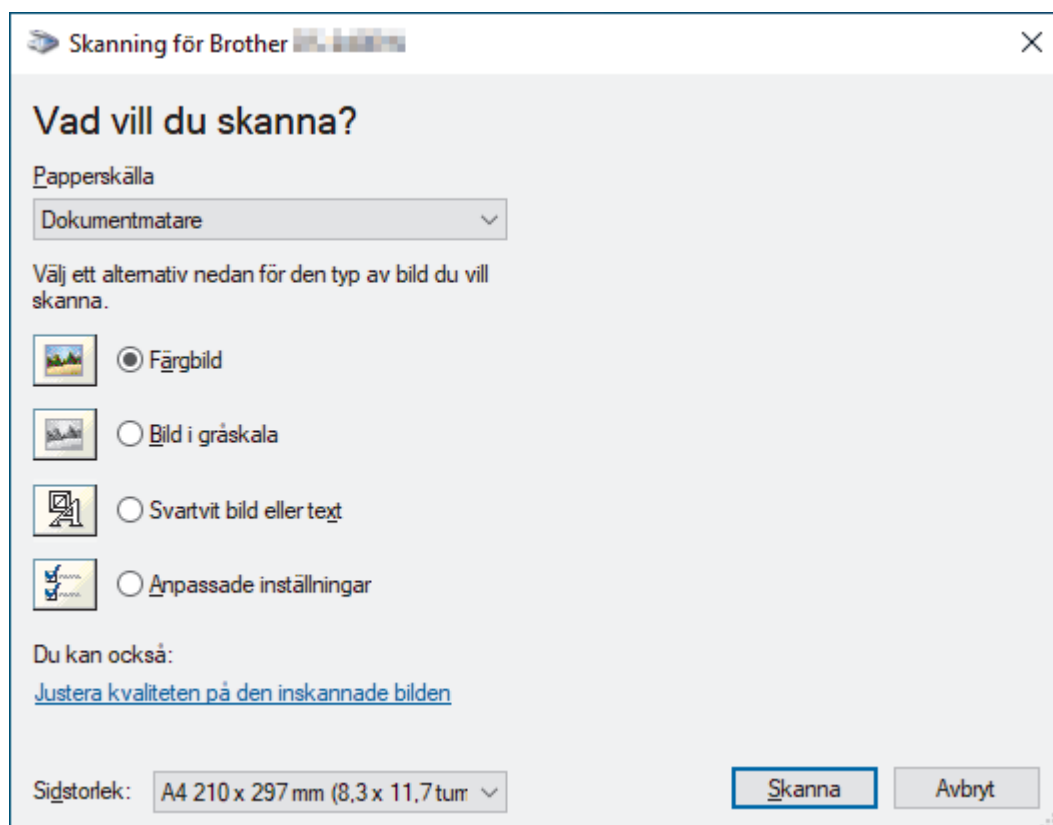 Skanning för Brother
Vad vill du skanna?
Papperskälla
Dokumentmatare
Välj ett alternativ nedan för den typ av bild du vill
skanna.
Färgbild
Bild i gråskala
Svartvit bild eller text
Anpassade inställningar
Du kan också:
Justera kvaliteten på den inskannade bilden
Sidstorlek:
A4 210 x 297 mm (8,3 x 11,7 tum
Skanna
Avbryt